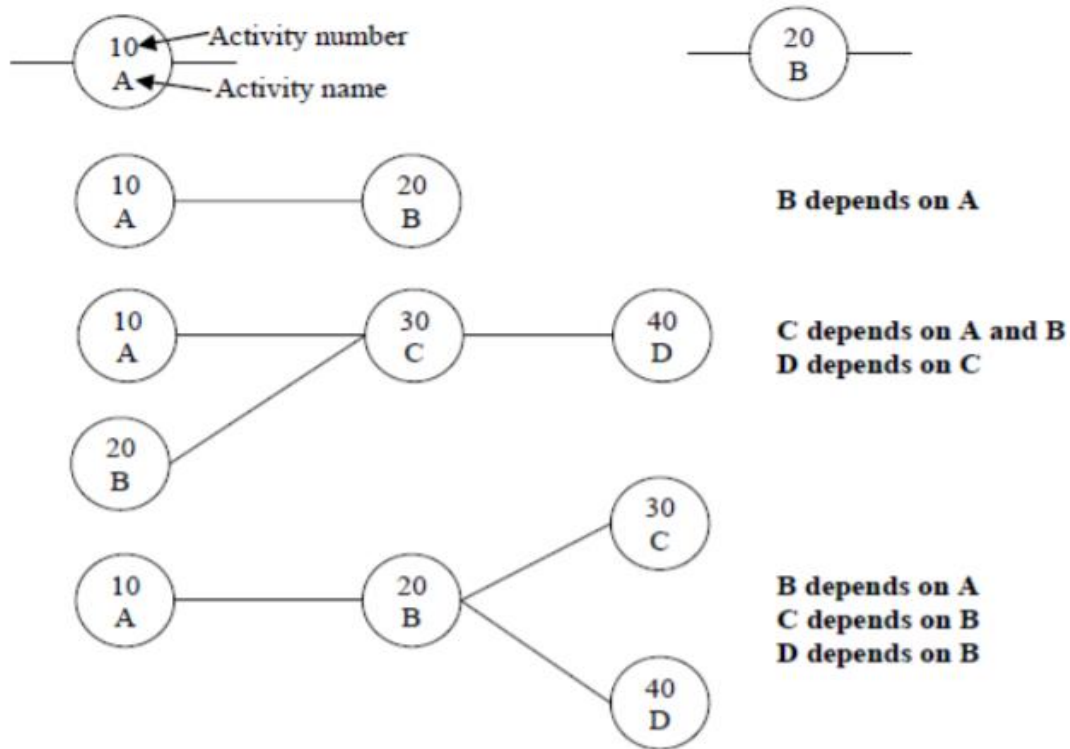 10
A
Activity number
Activity name
20
B
10
A
20
B
B depends on A
10
A
30
C
40
D
C depends on A and B
D depends on C
20
B
30
C
10
A
20
B
B depends on A
C depends on B
D depends on B
40
D